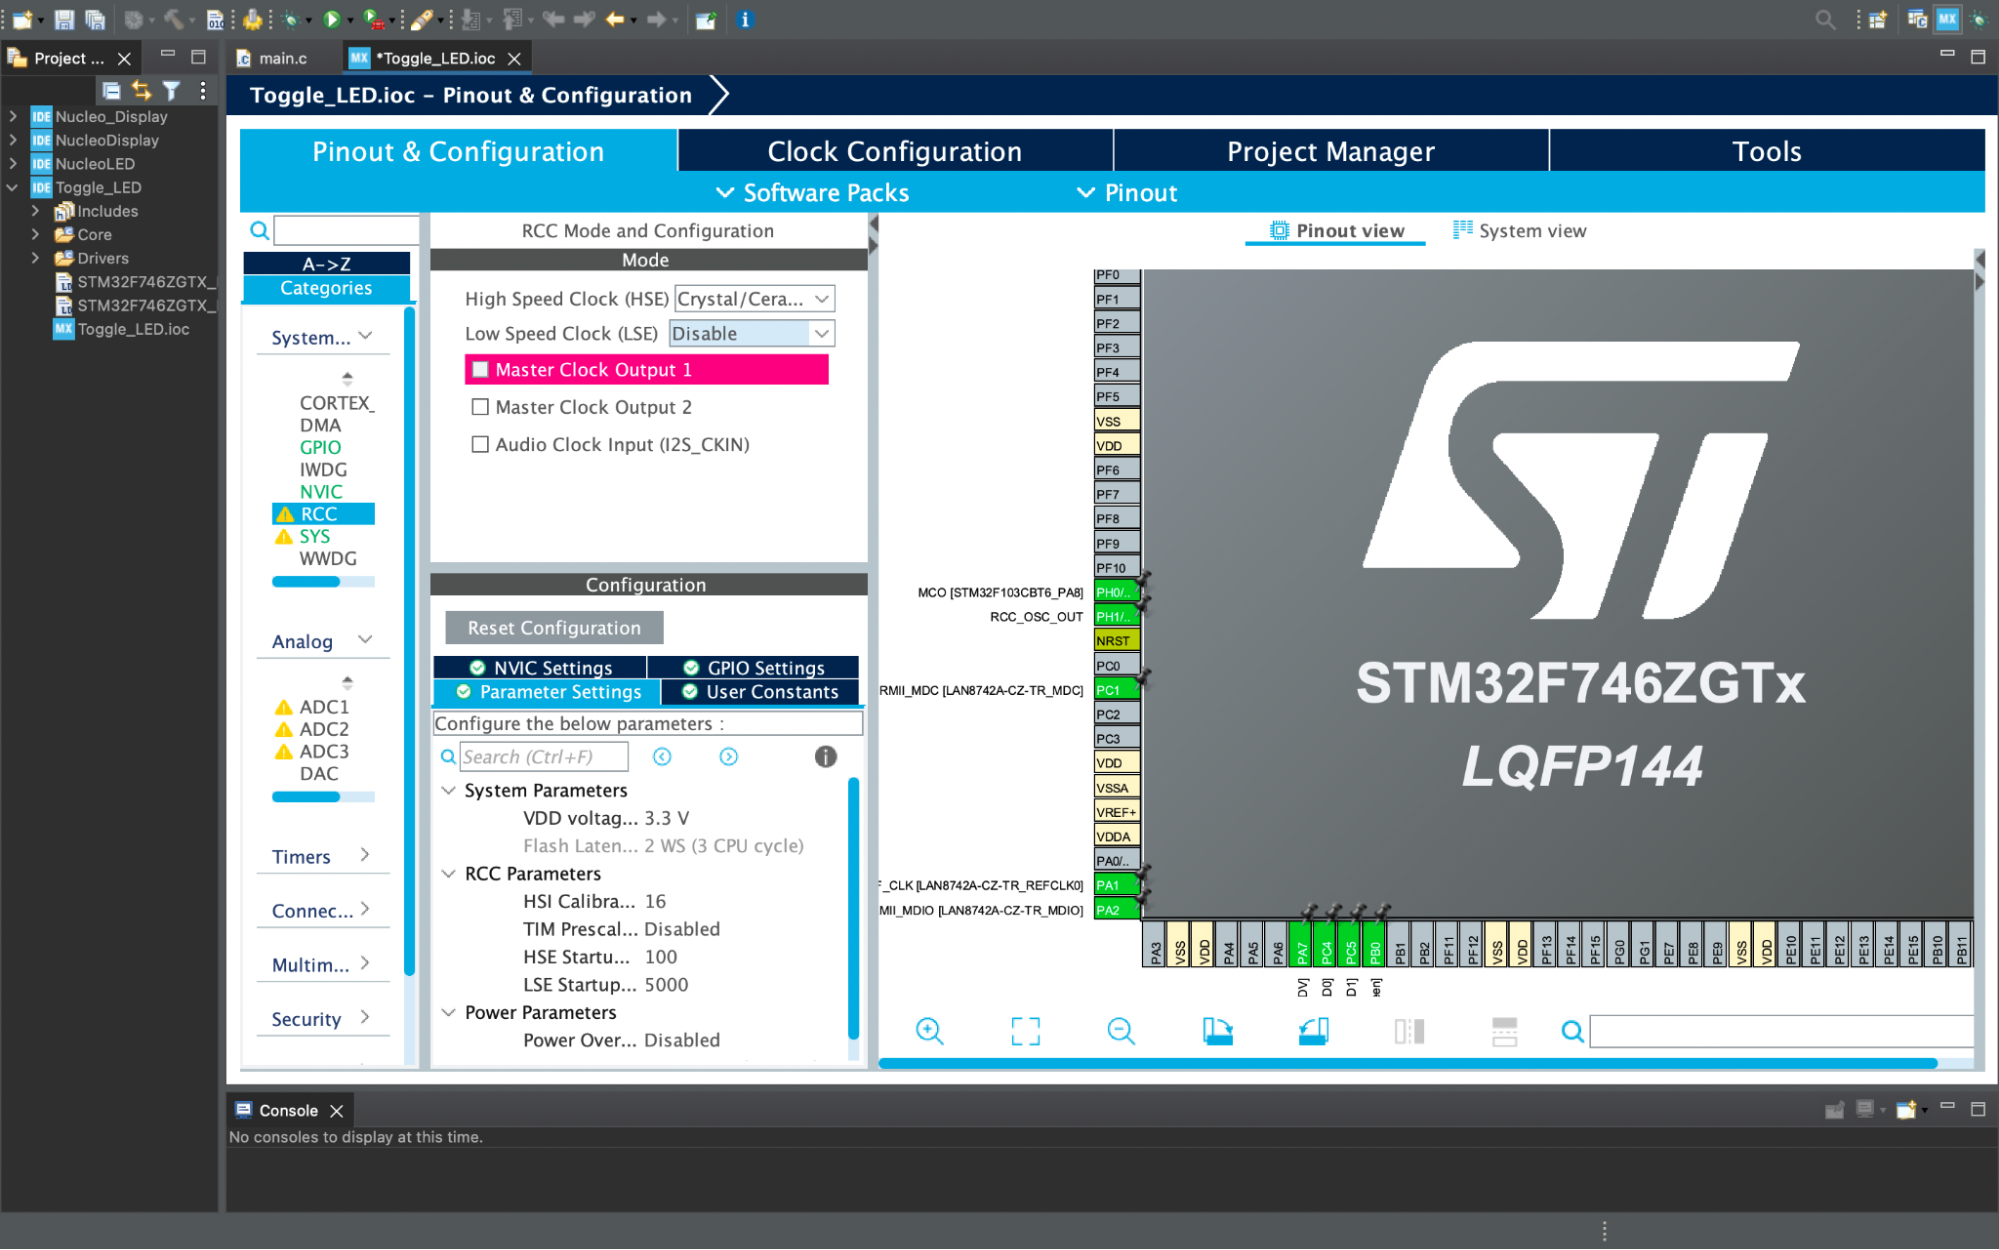 Project ...
main.c
*Toggle_LED.ioc
Nucleo_Display
NucleoDisplay
NucleoLED
Toggle_LED
Includes
Core
Drivers
STM32F746ZGTX_
STM32F746ZGTX_
Toggle_LED.ioc
Toggle_LED.ioc - Pinout & Configuration
Pinout & Configuration
Clock Configuration
Project Manager
Tools
Software Packs
Pinout
A->Z
Categories
System...
CORTEX_
DMA
GPIO
IWDG
NVIC
RCC
SYS
WWDG
Analog
ADC1
ADC2
ADC3
DAC
Timers
Connec...
Multim...
Security
RCC Mode and Configuration
Mode
High Speed Clock (HSE) Crystal/Cera...
Low Speed Clock (LSE) Disable
Master Clock Output 1
Master Clock Output 2
Audio Clock Input (I2S_CKIN)
Configuration
Reset Configuration
NVIC Settings
GPIO Settings
Parameter Settings
User Constants
Configure the below parameters :
Search (Ctrl+F)
System Parameters
VDD voltag... 3.3 V
Flash Laten... 2 WS (3 CPU cycle)
RCC Parameters
HSI Calibra... 16
TIM Prescal... Disabled
HSE Startu... 100
LSE Startup... 5000
Power Parameters
Power Over... Disabled
Pinout view
System view
PF0
PF1
PF2
PF3
PF4
PF5
VSS
VDD
PF6
PF7
PF8
PF9
PF10
MCO [STM32F103CBT6_PA8] PH0/..
RCC_OSC_OUT PH1/..
NRST
PC0
RMII_MDC [LAN8742A-CZ-TR_MDC] PC1
PC2
PC3
VDD
VSSA
VREF+
VDDA
PA0/..
F_CLK [LAN8742A-CZ-TR_REFCLK0] PA1
MII_MDIO [LAN8742A-CZ-TR_MDIO] PA2
ST
STM32F746ZGTx
LQFP144
PA3 VSS VDD PA4 PA5 PA6 PA7 PC4 PC5 PB0 PB1 PB2 PF11 PF12 VSS VDD PF13 PF14 PF15 PG0 PG1 PE7 PE8 PE9 VSS VDD PE10 PE11 PE12 PE13 PE14 PE15 PB10 PB11
DV] D0] D1] en]
Console
No consoles to display at this time.